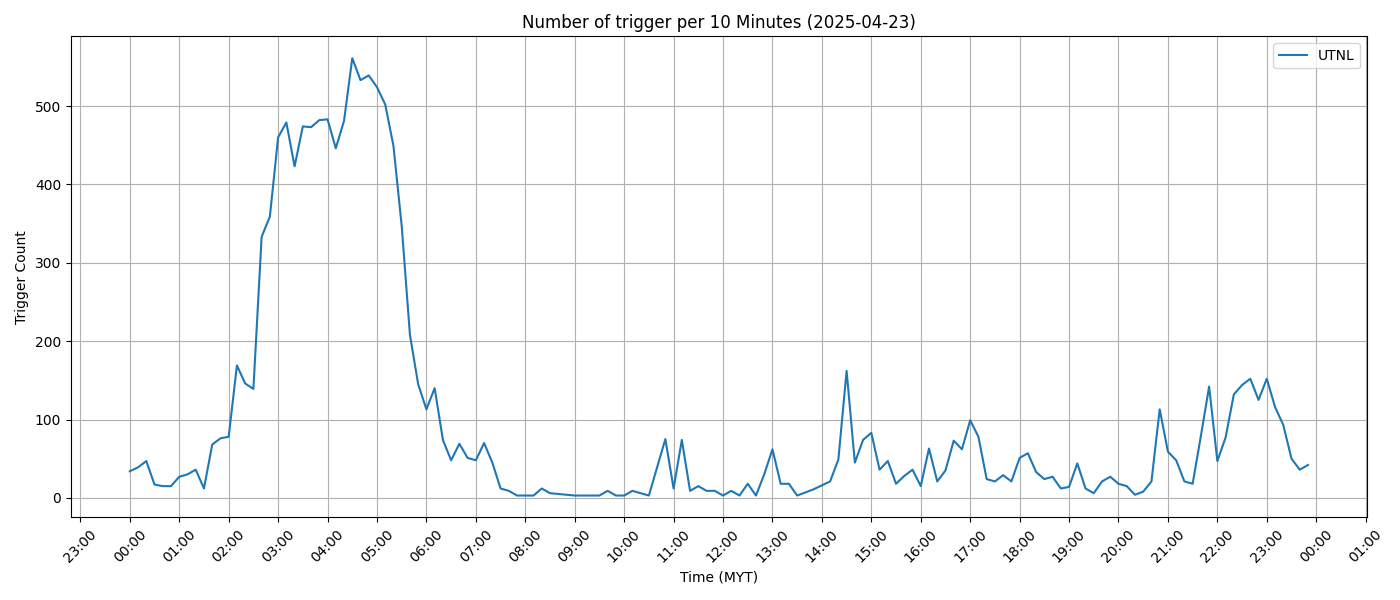 Number of trigger per 10 Minutes (2025-04-23)
UTNL
Trigger Count
500
400
300
200
100
0
23:00 00:00 01:00 02:00 03:00 04:00 05:00 06:00 07:00 08:00 09:00 10:00 11:00 12:00 13:00 14:00 15:00 16:00 17:00 18:00 19:00 20:00 21:00 22:00 23:00 00:00 01:00
Time (MYT)